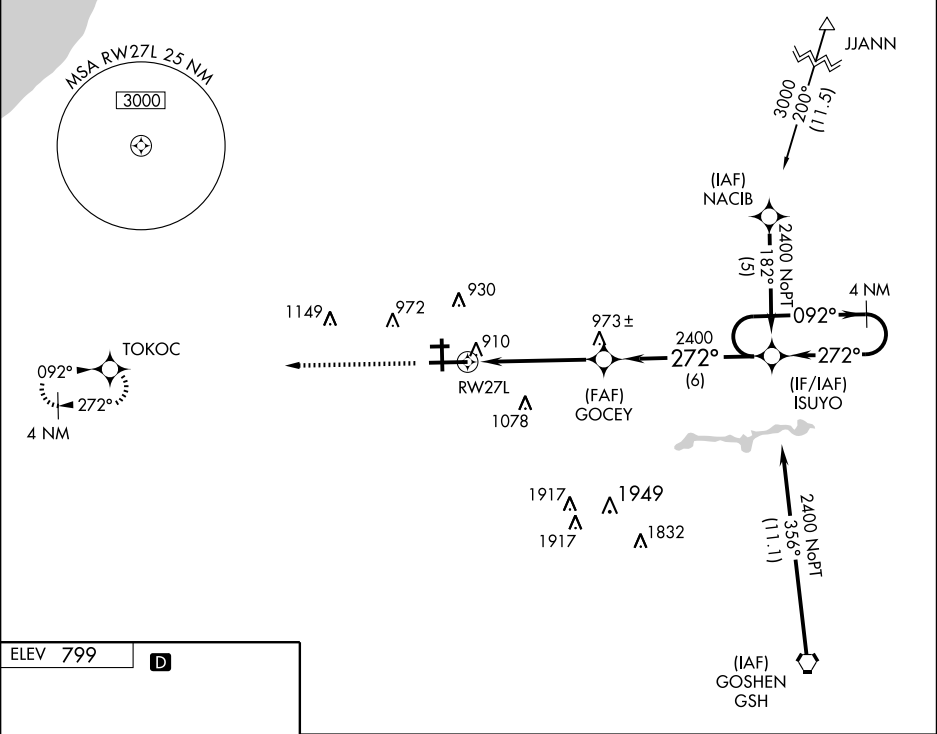 MSA RW27L 25 NM
3000
JJANN
3000
200°
(11.5)
(IAF)
NACIB
2400 NoPT
182°
(5)
4 NM
092°
272°
(IF/IAF)
ISUYO
930
972
1149
910
973±
2400
272°
(6)
RW27L
(FAF)
GOCEY
1078
TOKOC
092°
272°
4 NM
1917
1949
1917
1832
2400 NoPT
356°
(11.1)
(IAF)
GOSHEN
GSH
ELEV 799
D